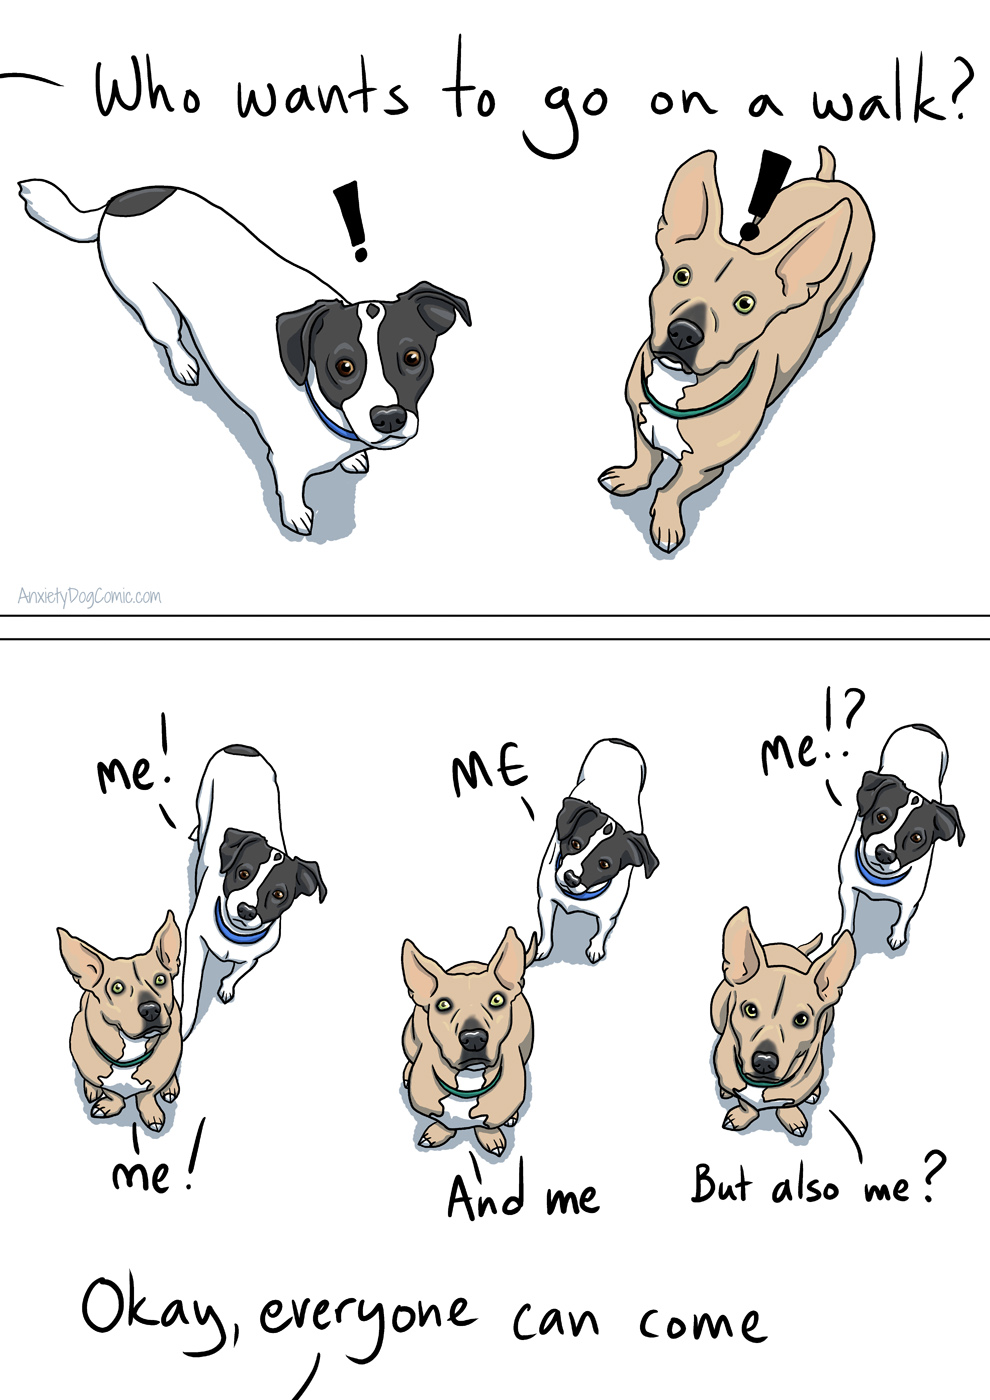 Who wants to go on a walk?
!
!
AnxietyDogComic.com
me!
me!
ME
And me
me!?
But also me?
Okay, everyone can come